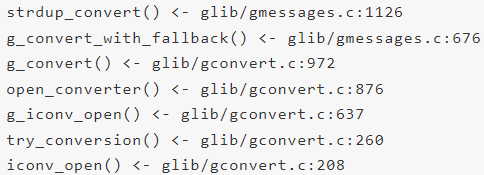 strdup_convert() <- glib/gmessages.c:1126
g_convert_with_fallback() <- glib/gmessages.c:676
g_convert() <- glib/gconvert.c:972
open_converter() <- glib/gconvert.c:876
g_iconv_open() <- glib/gconvert.c:637
try_conversion() <- glib/gconvert.c:260
iconv_open() <- glib/gconvert.c:208